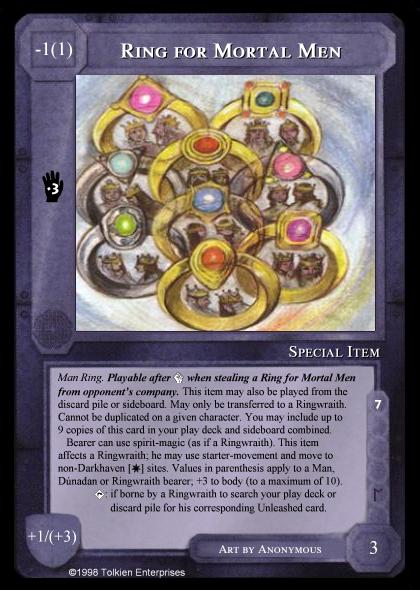 -1(1)
Ring for Mortal Men
3
Special Item
Man Ring. Playable after when stealing a Ring for Mortal Men
from opponent's company. This item may also be played from the
discard pile or sideboard. May only be transferred to a Ringwraith.
Cannot be duplicated on a given character. You may include up to
9 copies of this card in your play deck and sideboard combined.
Bearer can use spirit-magic (as if a Ringwraith). This item
affects a Ringwraith; he may use starter-movement and move to
non-Darkhaven [] sites. Values in parenthesis apply to a Man,
Dúnadan or Ringwraith bearer; +3 to body (to a maximum of 10).
: if borne by a Ringwraith to search your play deck or
discard pile for his corresponding Unleashed card.
7
+1/(+3)
Art by Anonymous
3
©1998 Tolkien Enterprises